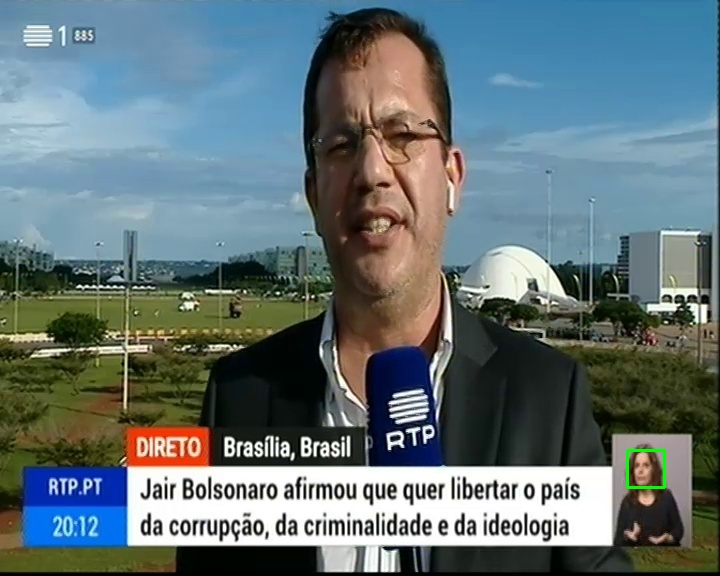 1 885
RTP
DIRETO Brasília, Brasil
RTP.PT
20:12
Jair Bolsonaro afirmou que quer libertar o país
da corrupção, da criminalidade e da ideologia